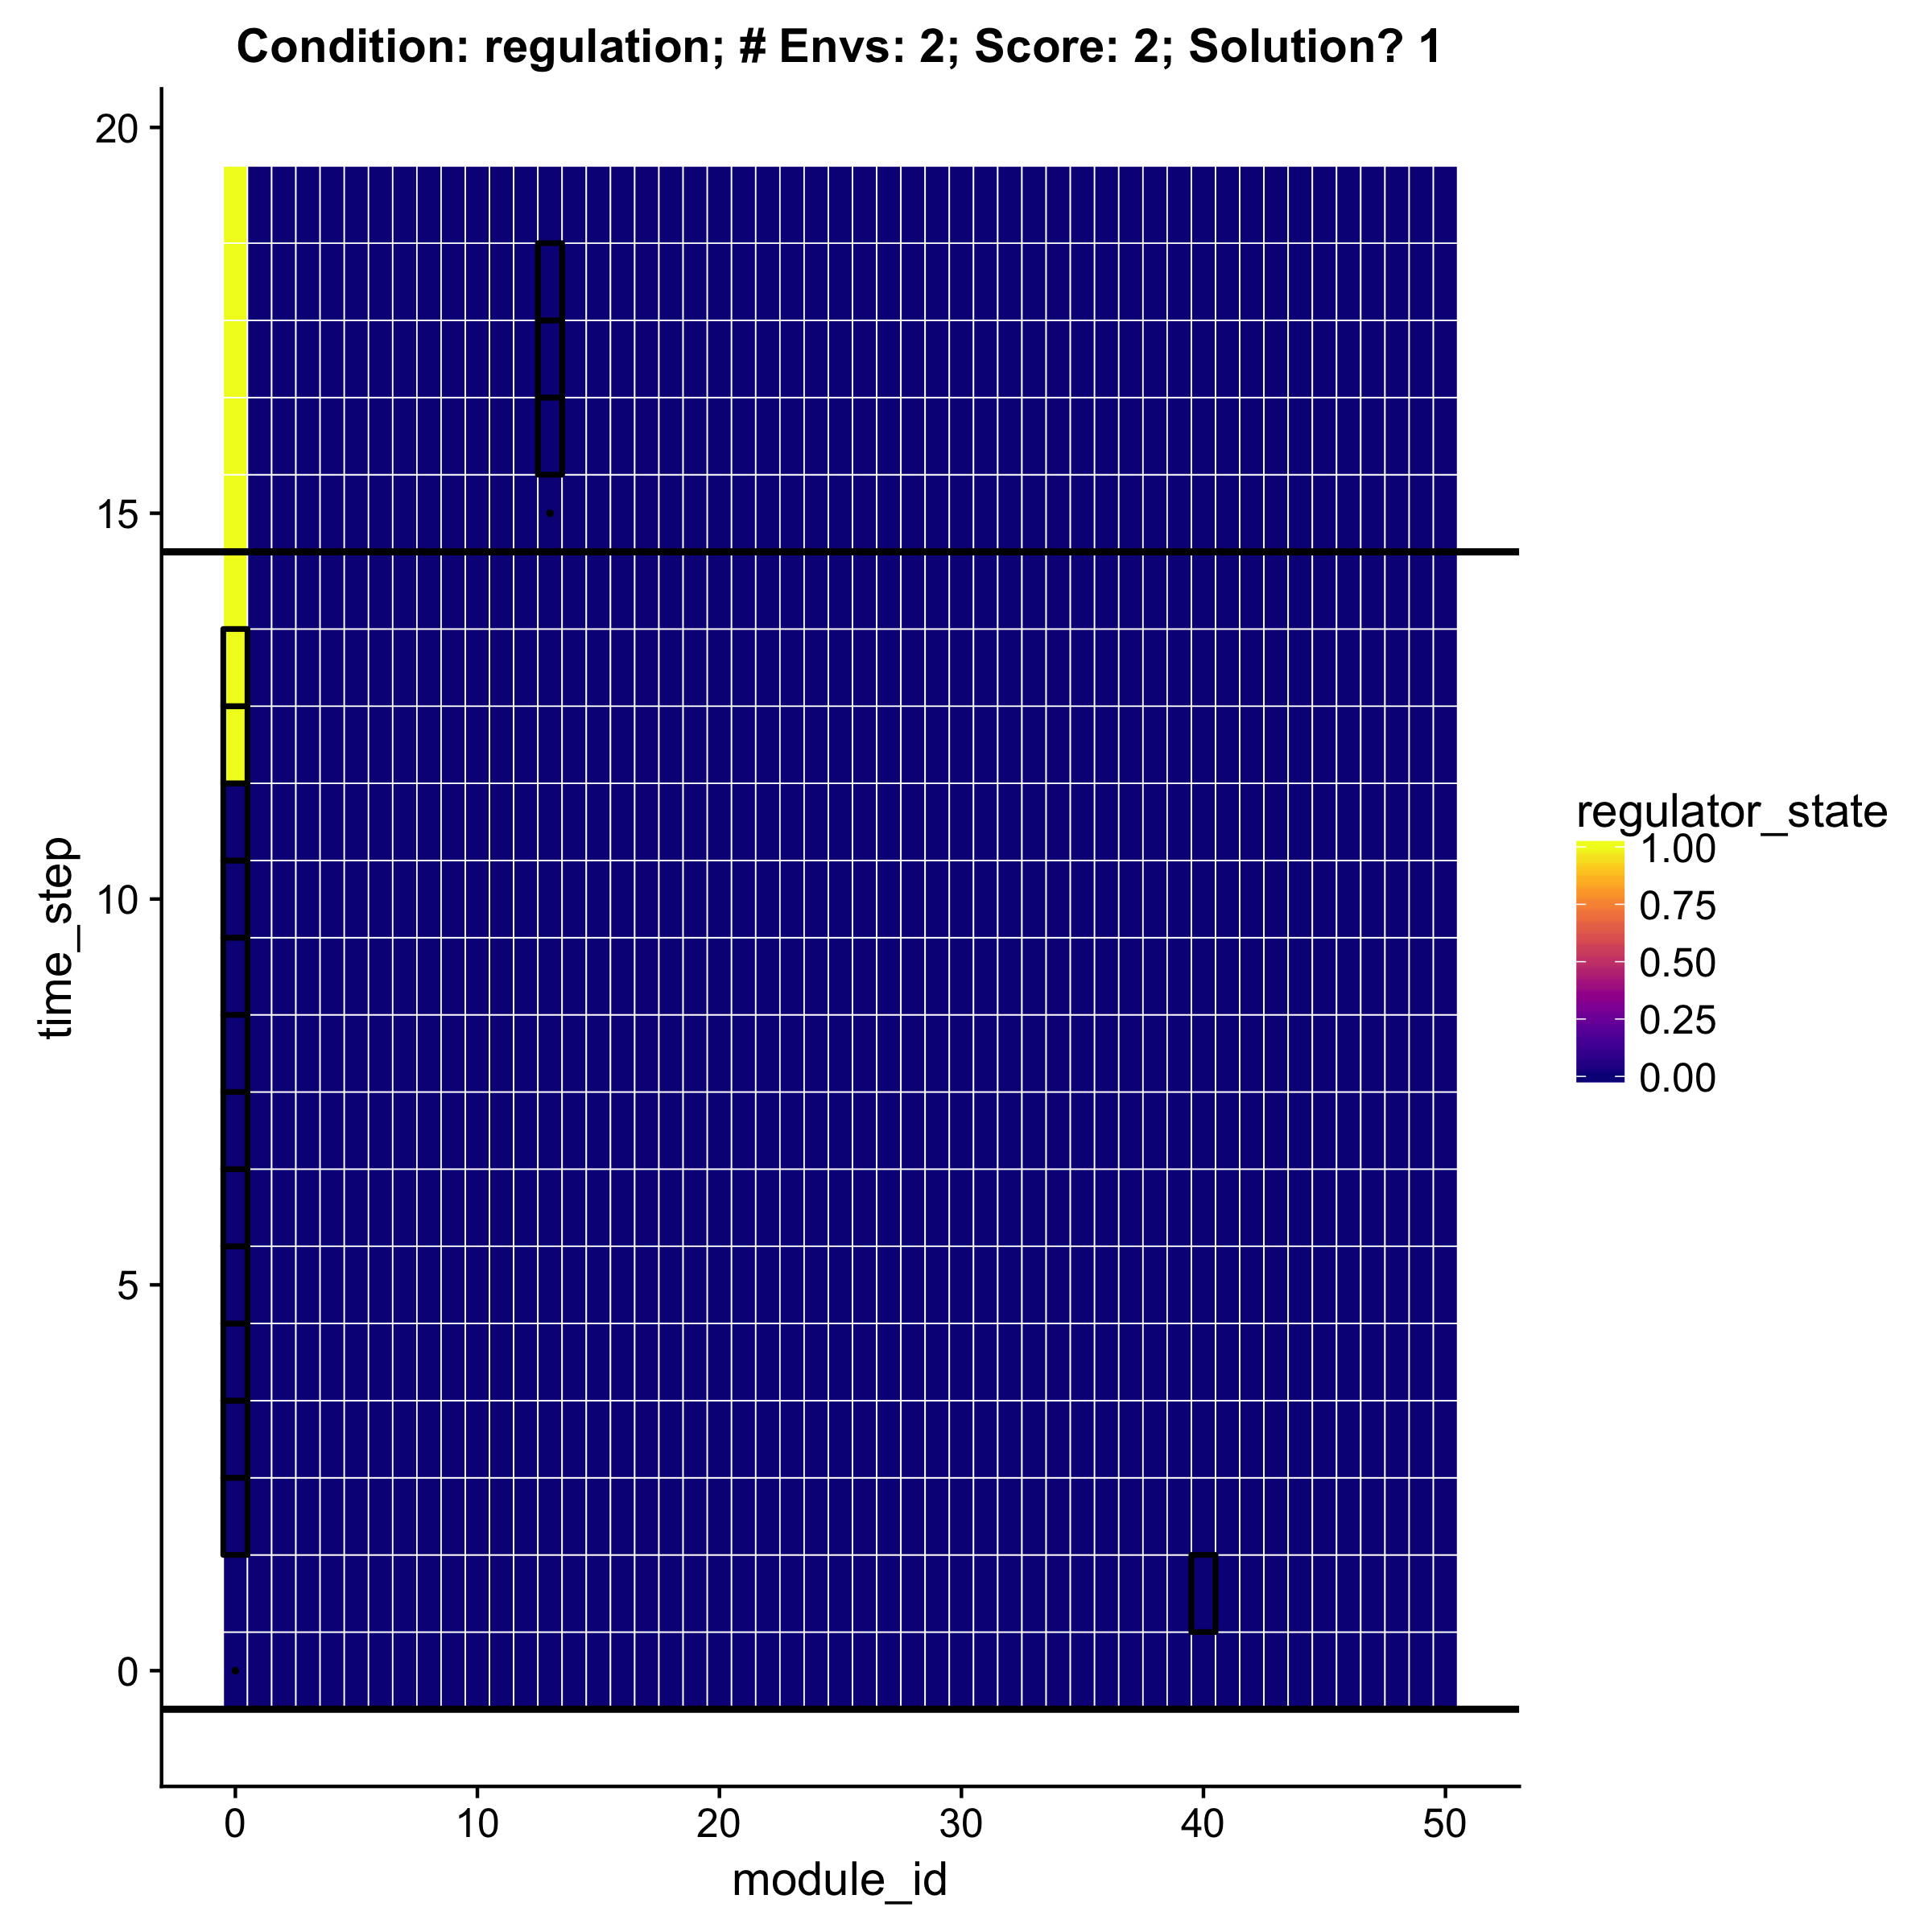 Condition: regulation; # Envs: 2; Score: 2; Solution? 1
20
15
10
5
0
time_step
0 10 20 30 40 50
module_id
regulator_state
1.00
0.75
0.50
0.25
0.00